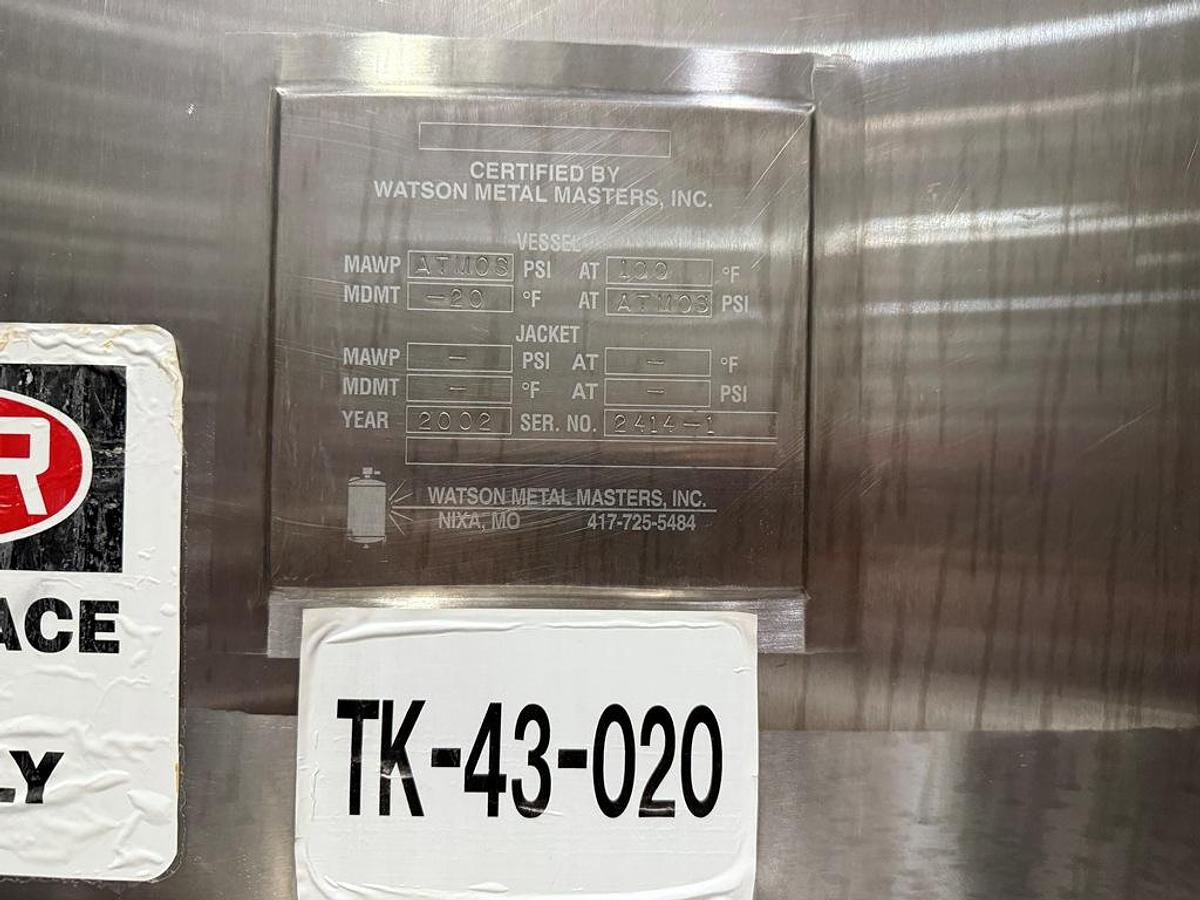 CERTIFIED BY
WATSON METAL MASTERS, INC.
VESSEL
MAWP ATMOS PSI AT 100 °F
MDMT -20 °F AT ATMOS PSI
JACKET
MAWP - PSI AT - °F
MDMT - °F AT - PSI
YEAR 2002 SER. NO. 2414-1
WATSON METAL MASTERS, INC.
NIXA, MO 417-725-5484
R
ACE
LY
TK-43-020